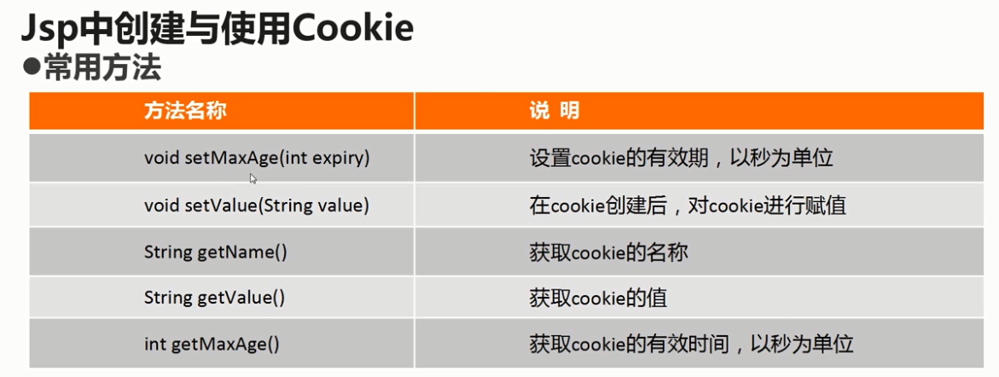 Jsp中创建与使用Cookie
●常用方法
方法名称 说 明
void setMaxAge(int expiry) 设置cookie的有效期，以秒为单位
void setValue(String value) 在cookie创建后，对cookie进行赋值
String getName() 获取cookie的名称
String getValue() 获取cookie的值
int getMaxAge() 获取cookie的有效时间，以秒为单位